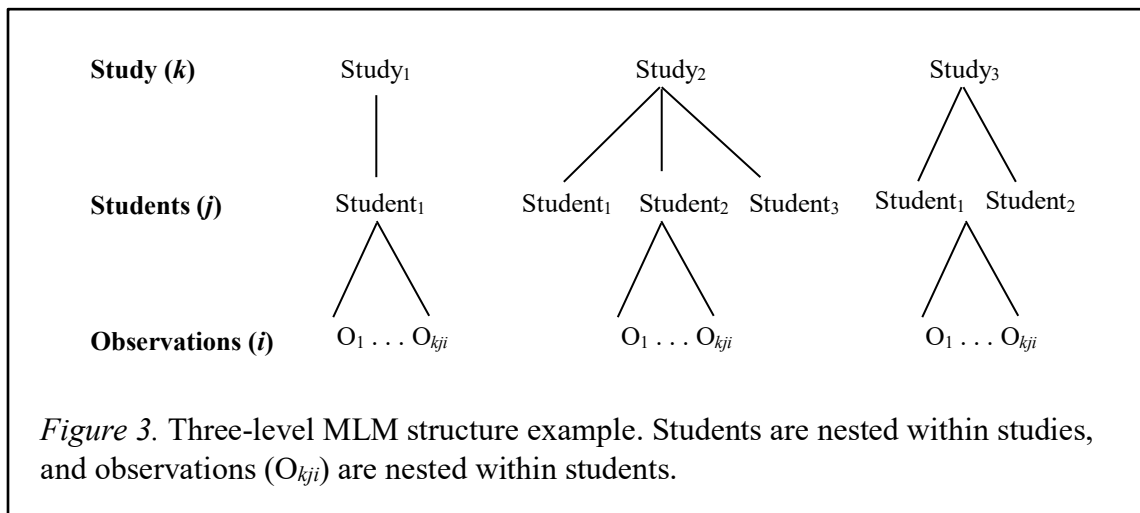 Study (k) Study₁ Study₂ Study₃
Students (j) Student₁ Student₁ Student₂ Student₃ Student₁ Student₂
Observations (i) O₁ . . . Okji O₁ . . . Okji O₁ . . . Okji
Figure 3. Three-level MLM structure example. Students are nested within studies,
and observations (Okji) are nested within students.